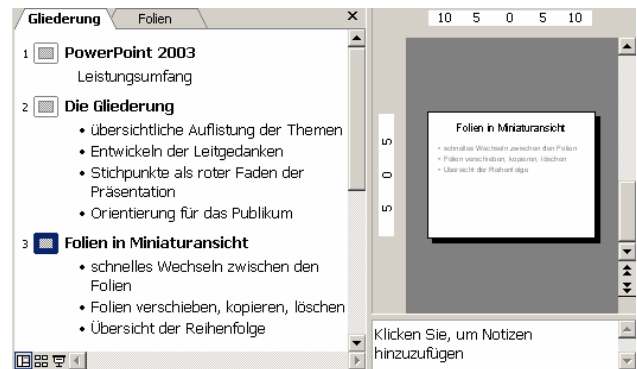 Gliederung Folien
1 PowerPoint 2003
Leistungsumfang
2 Die Gliederung
• übersichtliche Auflistung der Themen
• Entwickeln der Leitgedanken
• Stichpunkte als roter Faden der
Präsentation
• Orientierung für das Publikum
3 Folien in Miniaturansicht
• schnelles Wechseln zwischen den
Folien
• Folien verschieben, kopieren, löschen
• Übersicht der Reihenfolge
10 5 0 5 10
5
0
5
Folien in Miniaturansicht
• schnelles Wechseln zwischen den Folien
• Folien verschieben, kopieren, löschen
• Übersicht der Reihenfolge
Klicken Sie, um Notizen
hinzuzufügen